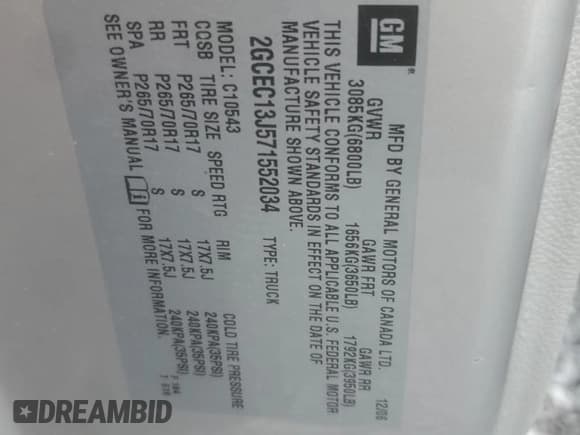 GM
®
MFD BY GENERAL MOTORS OF CANADA LTD. 12/06
GVWR GAWR FRT GAWR RR
3085KG(6800LB) 1656KG(3650LB) 1792KG(3950LB)
THIS VEHICLE CONFORMS TO ALL APPLICABLE U.S. FEDERAL MOTOR
VEHICLE SAFETY STANDARDS IN EFFECT ON THE DATE OF
MANUFACTURE SHOWN ABOVE.
2GCEC13J571552034 TYPE: TRUCK
MODEL: C10543
CQSB TIRE SIZE SPEED RTG RIM COLD TIRE PRESSURE
FRT P265/70R17 S 17X7.5J 240KPA(35PSI)
RR P265/70R17 S 17X7.5J 240KPA(35PSI)
SPA P265/70R17 S 17X7.5J 240KPA(35PSI)
SEE OWNER'S MANUAL FOR MORE INFORMATION.
DREAMBID